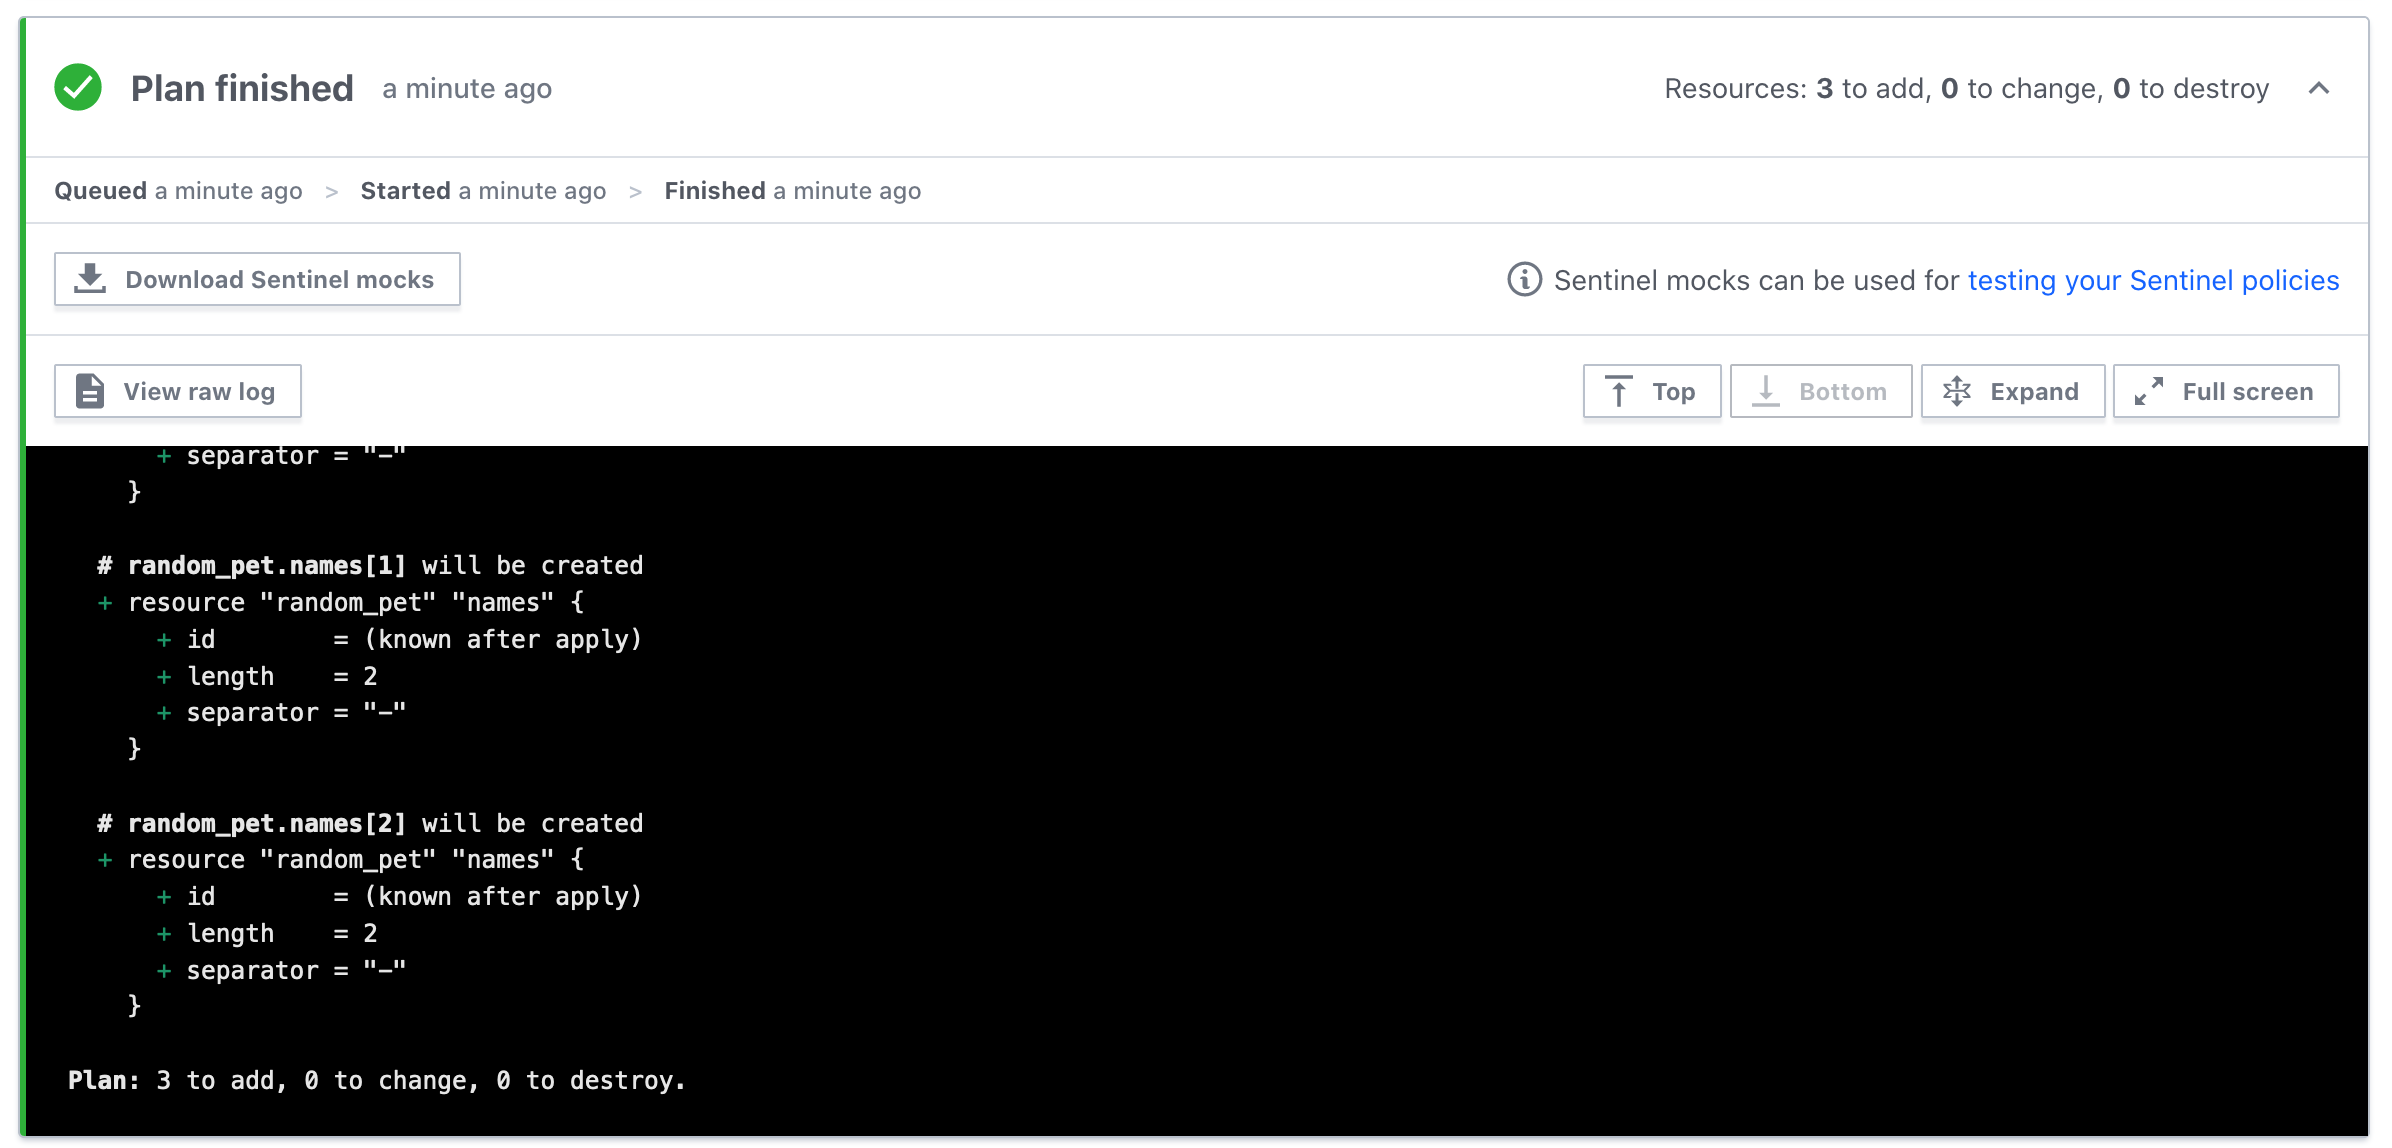 Plan finished a minute ago Resources: 3 to add, 0 to change, 0 to destroy
Queued a minute ago > Started a minute ago > Finished a minute ago
Download Sentinel mocks Sentinel mocks can be used for testing your Sentinel policies
View raw log Top Bottom Expand Full screen
      + separator = "-"
    }

  # random_pet.names[1] will be created
  + resource "random_pet" "names" {
      + id        = (known after apply)
      + length    = 2
      + separator = "-"
    }

  # random_pet.names[2] will be created
  + resource "random_pet" "names" {
      + id        = (known after apply)
      + length    = 2
      + separator = "-"
    }

Plan: 3 to add, 0 to change, 0 to destroy.